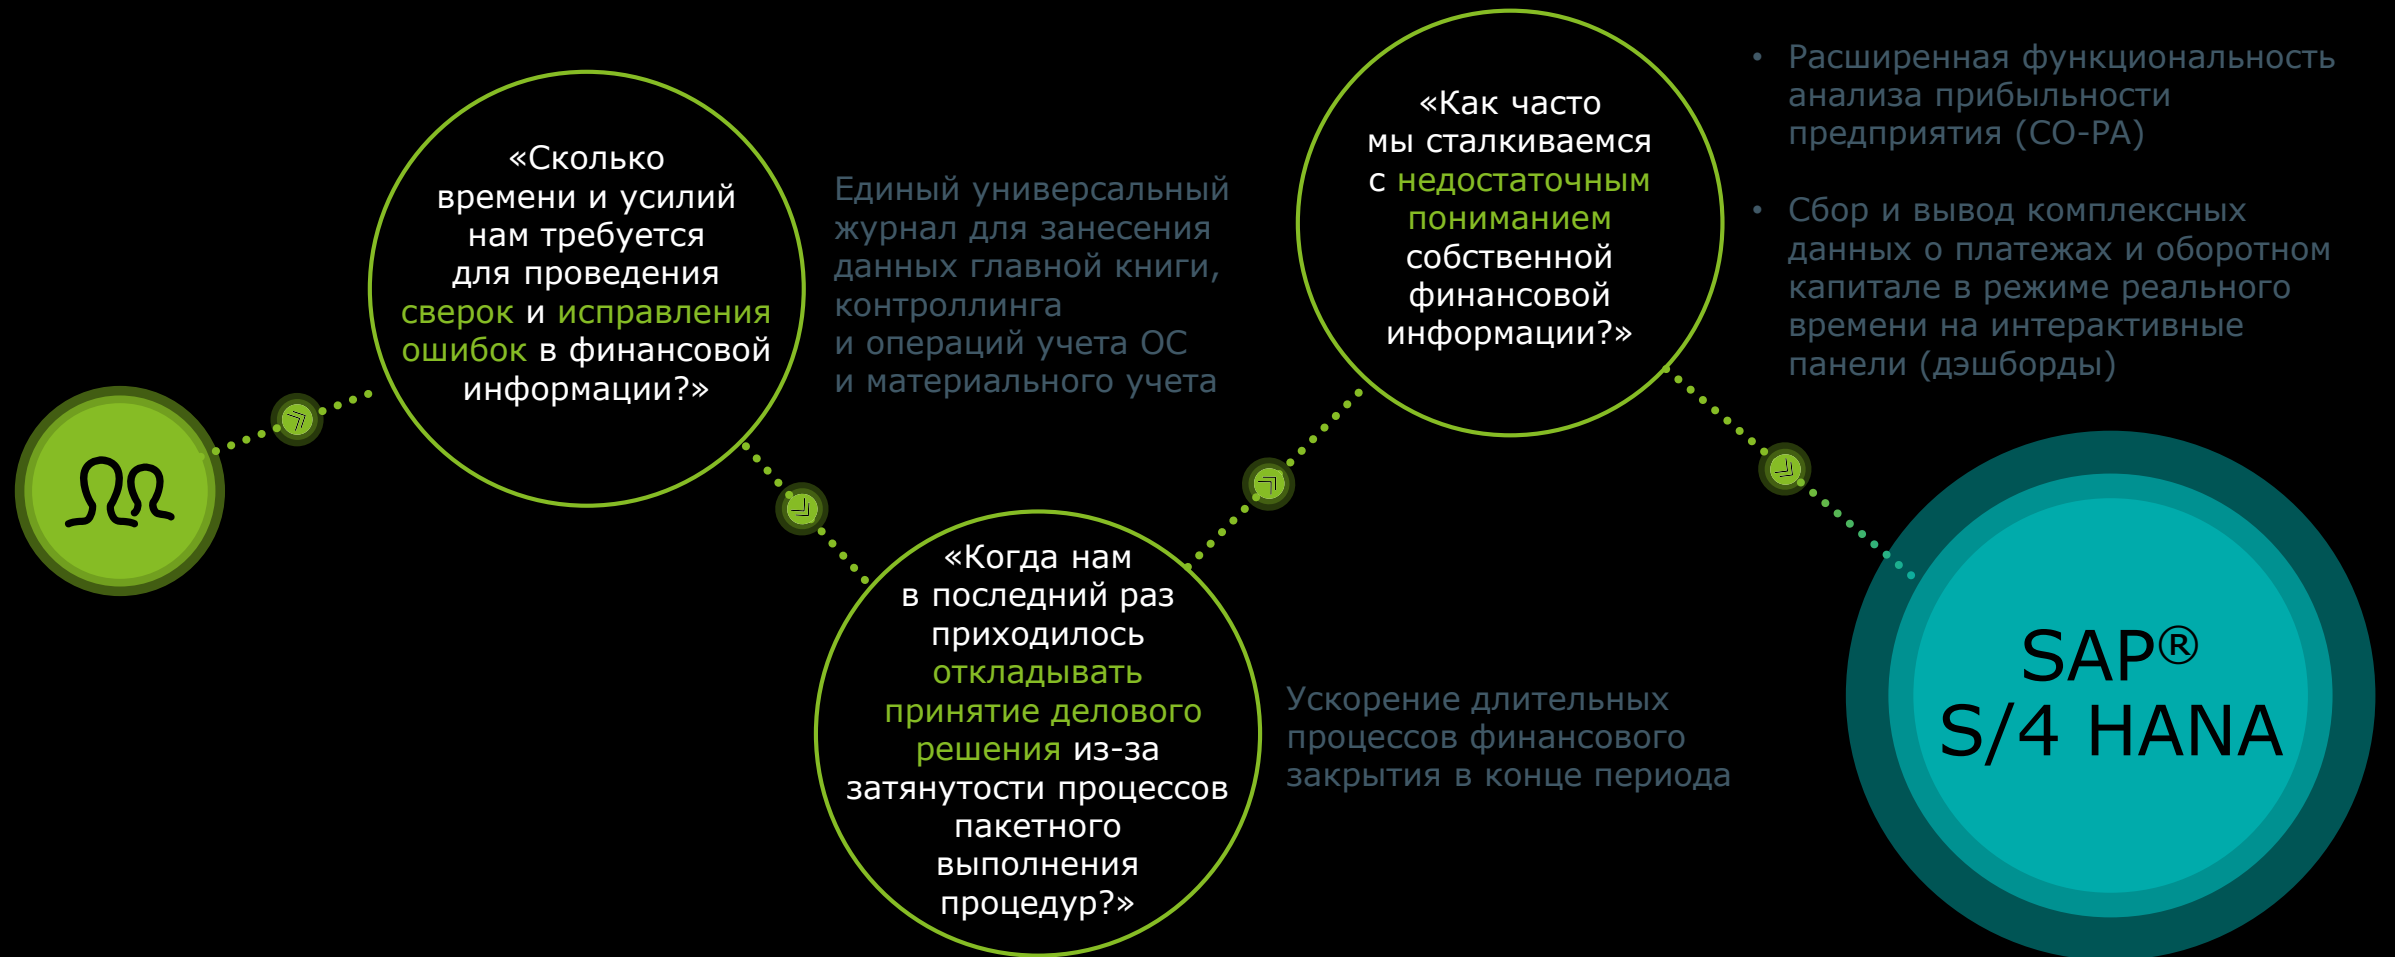 «Сколько
времени и усилий
нам требуется
для проведения
сверок и исправления
ошибок в финансовой
информации?»
Единый универсальный
журнал для занесения
данных главной книги,
контроллинга
и операций учета ОС
и материального учета
«Когда нам
в последний раз
приходилось
откладывать
принятие делового
решения из-за
затянутости процессов
пакетного
выполнения
процедур?»
Ускорение длительных
процессов финансового
закрытия в конце периода
«Как часто
мы сталкиваемся
с недостаточным
пониманием
собственной
финансовой
информации?»
• Расширенная функциональность
анализа прибыльности
предприятия (CO-PA)
• Сбор и вывод комплексных
данных о платежах и оборотном
капитале в режиме реального
времени на интерактивные
панели (дэшборды)
SAP®
S/4 HANA